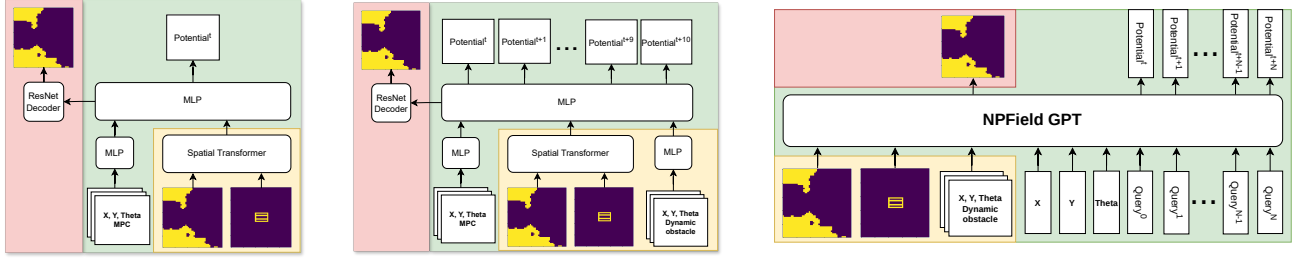 Potential^t
ResNet
Decoder
MLP
MLP
Spatial Transformer
X, Y, Theta
MPC
Potential^t
Potential^t+1
...
Potential^t+9
Potential^t+10
ResNet
Decoder
MLP
MLP
Spatial Transformer
MLP
X, Y, Theta
MPC
X, Y, Theta
Dynamic
obstacle
Potential^t
Potential^t+1
...
Potential^t+N-1
Potential^t+N
NPField GPT
X, Y, Theta
Dynamic
obstacle
X
Y
Theta
Query^0
Query^1
...
Query^N-1
Query^N